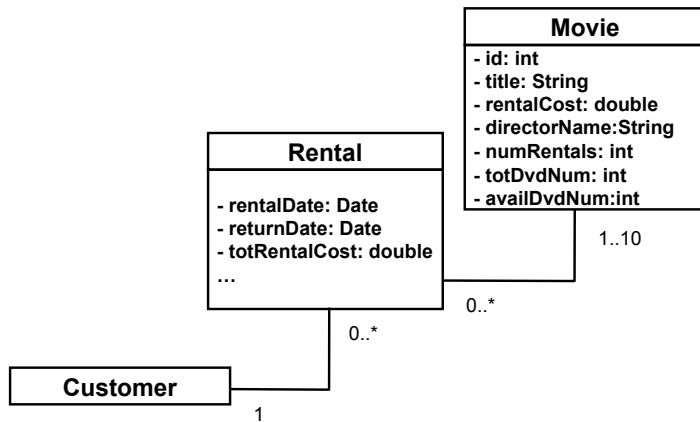 Movie
- id: int
- title: String
- rentalCost: double
- directorName:String
- numRentals: int
- totDvdNum: int
- availDvdNum:int
Rental
- rentalDate: Date
- returnDate: Date
- totRentalCost: double
...
1..10
0..*
0..*
Customer
1